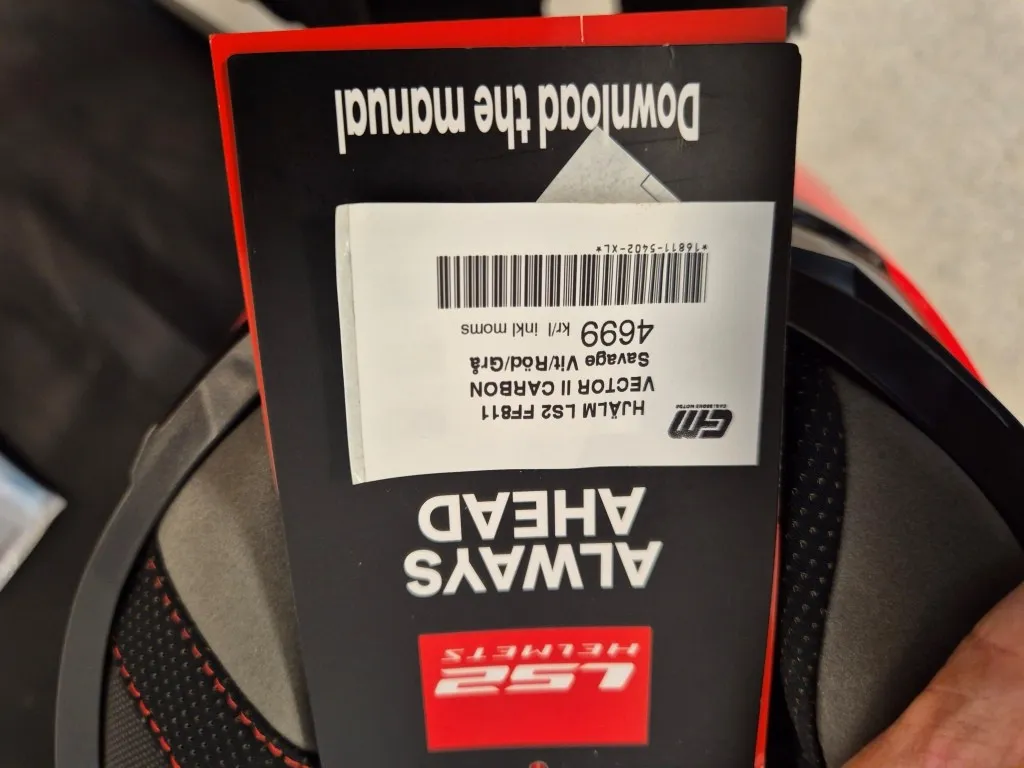 LS2
HELMETS
ALWAYS
AHEAD
GM
HJÄLM LS2 FF811
VECTOR II CARBON
Savage Vit/Röd/Grå
4699 kr/l inkl moms
*16811-5402-XL*
Download the manual